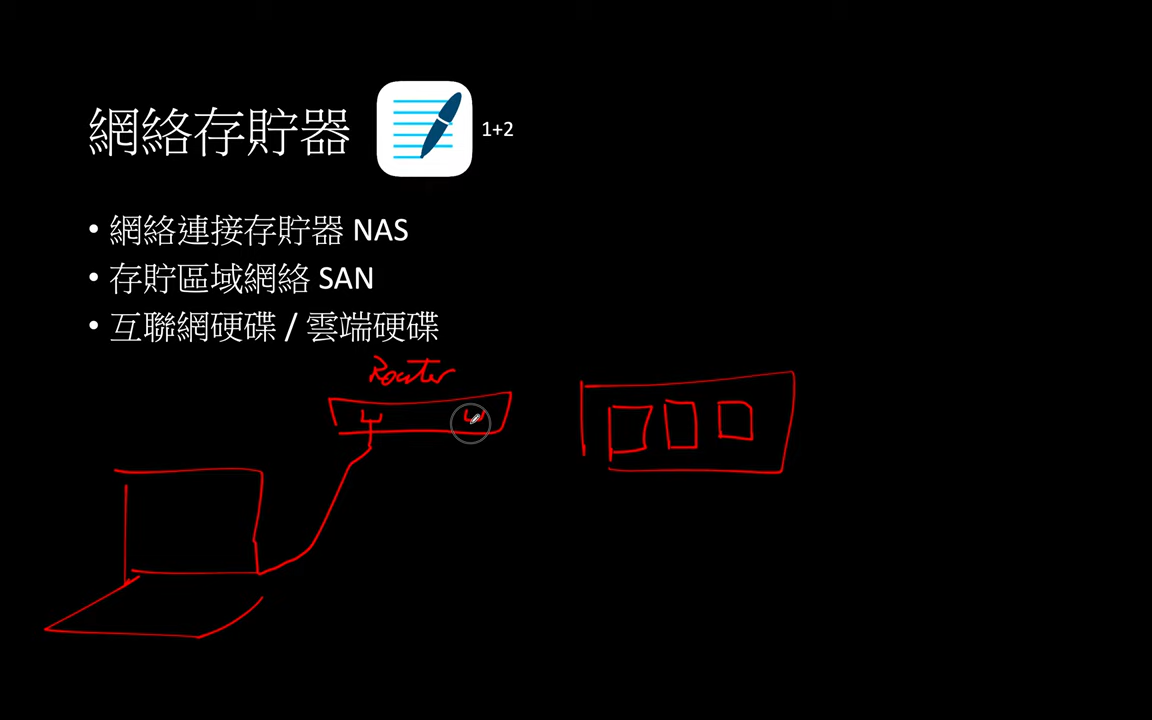 網絡存貯器 1+2
• 網絡連接存貯器 NAS
• 存貯區域網絡 SAN
• 互聯網硬碟 / 雲端硬碟
Router